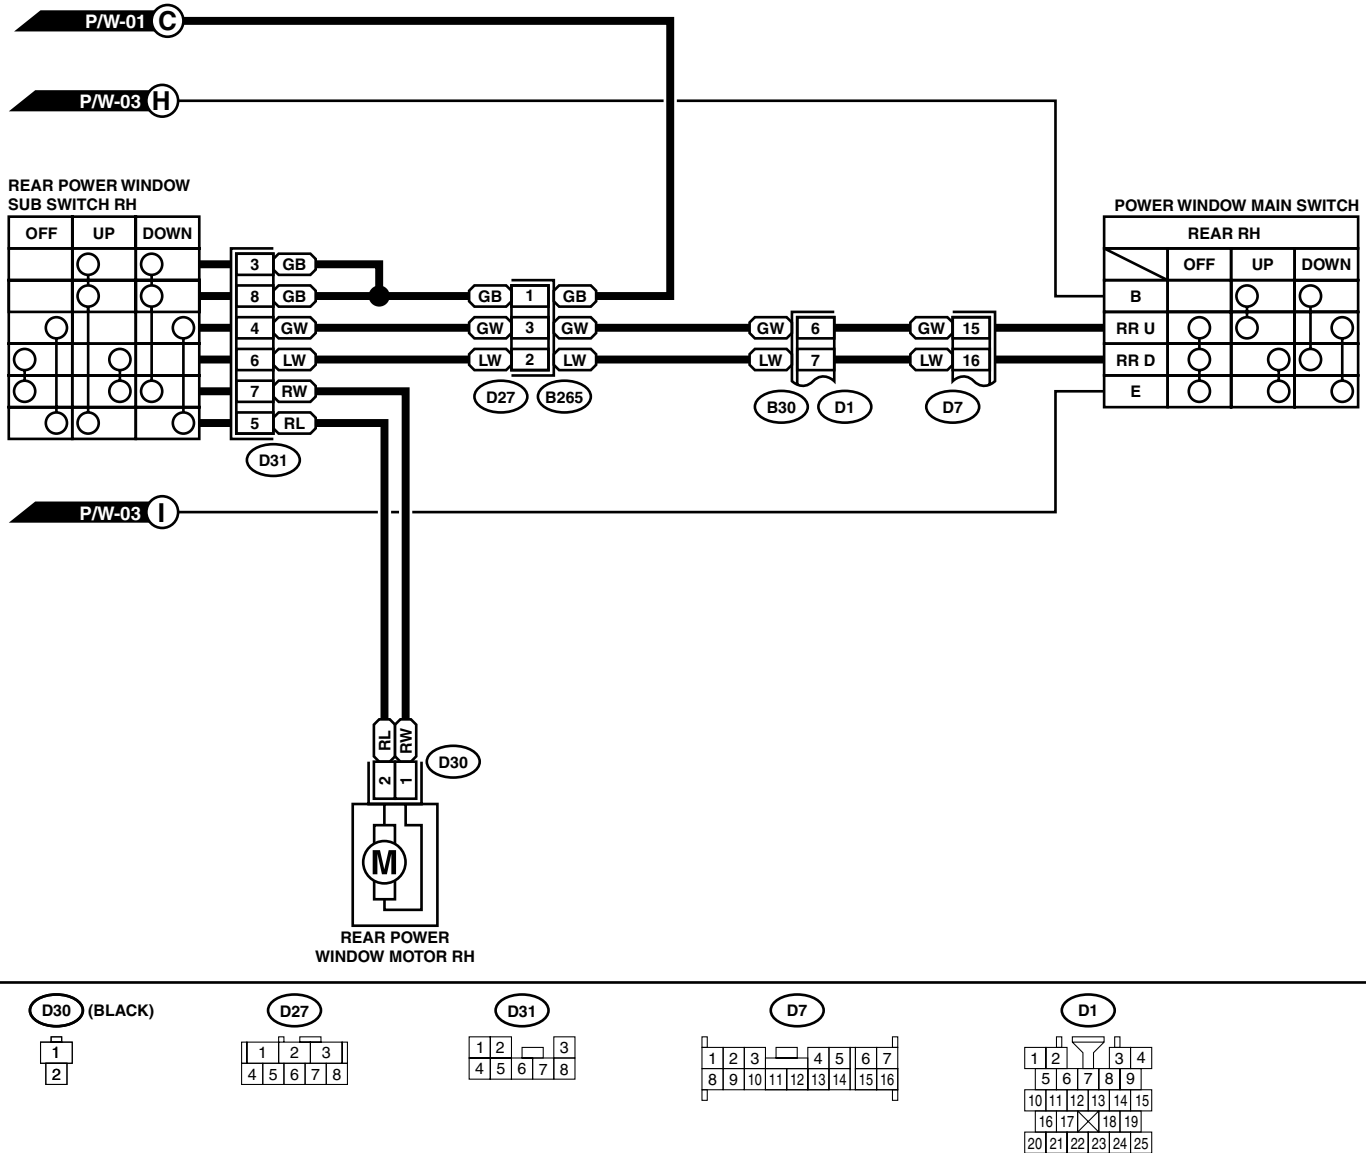 P/W-01 C
P/W-03 H
REAR POWER WINDOW
SUB SWITCH RH
OFF UP DOWN
3 GB
8 GB
4 GW
6 LW
7 RW
5 RL
D31
GB 1 GB
GW 3 GW
LW 2 LW
D27 B265
GW 6
LW 7
B30 D1
GW 15
LW 16
D7
POWER WINDOW MAIN SWITCH
REAR RH
OFF UP DOWN
B
RR U
RR D
E
P/W-03 I
RL RW
2 1
D30
M
REAR POWER
WINDOW MOTOR RH
D30 (BLACK)
1
2
D27
1 2 3
4 5 6 7 8
D31
1 2 3
4 5 6 7 8
D7
1 2 3 4 5 6 7
8 9 10 11 12 13 14 15 16
D1
1 2 3 4
5 6 7 8 9
10 11 12 13 14 15
16 17 18 19
20 21 22 23 24 25